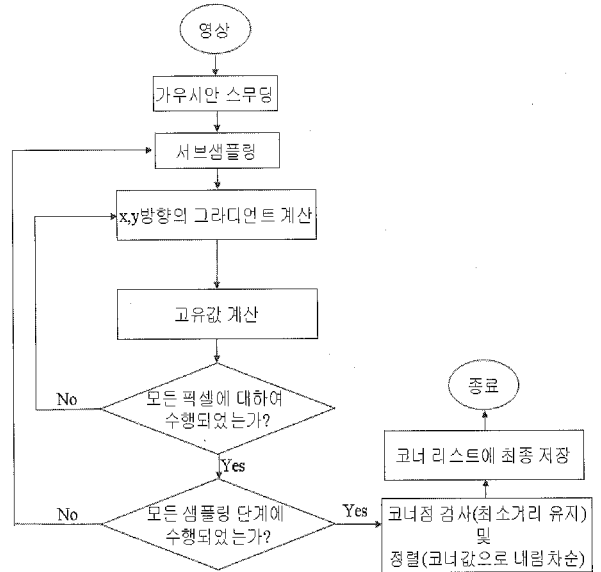 영상
가우시안 스무딩
서브샘플링
x,y방향의 그라디언트 계산
고유값 계산
모든 픽셀에 대하여
수행되었는가?
No
Yes
모든 샘플링 단계에
수행되었는가?
No
Yes
코너점 검사(최소거리 유지)
및
정렬(코너값으로 내림차순)
코너 리스트에 최종 저장
종료